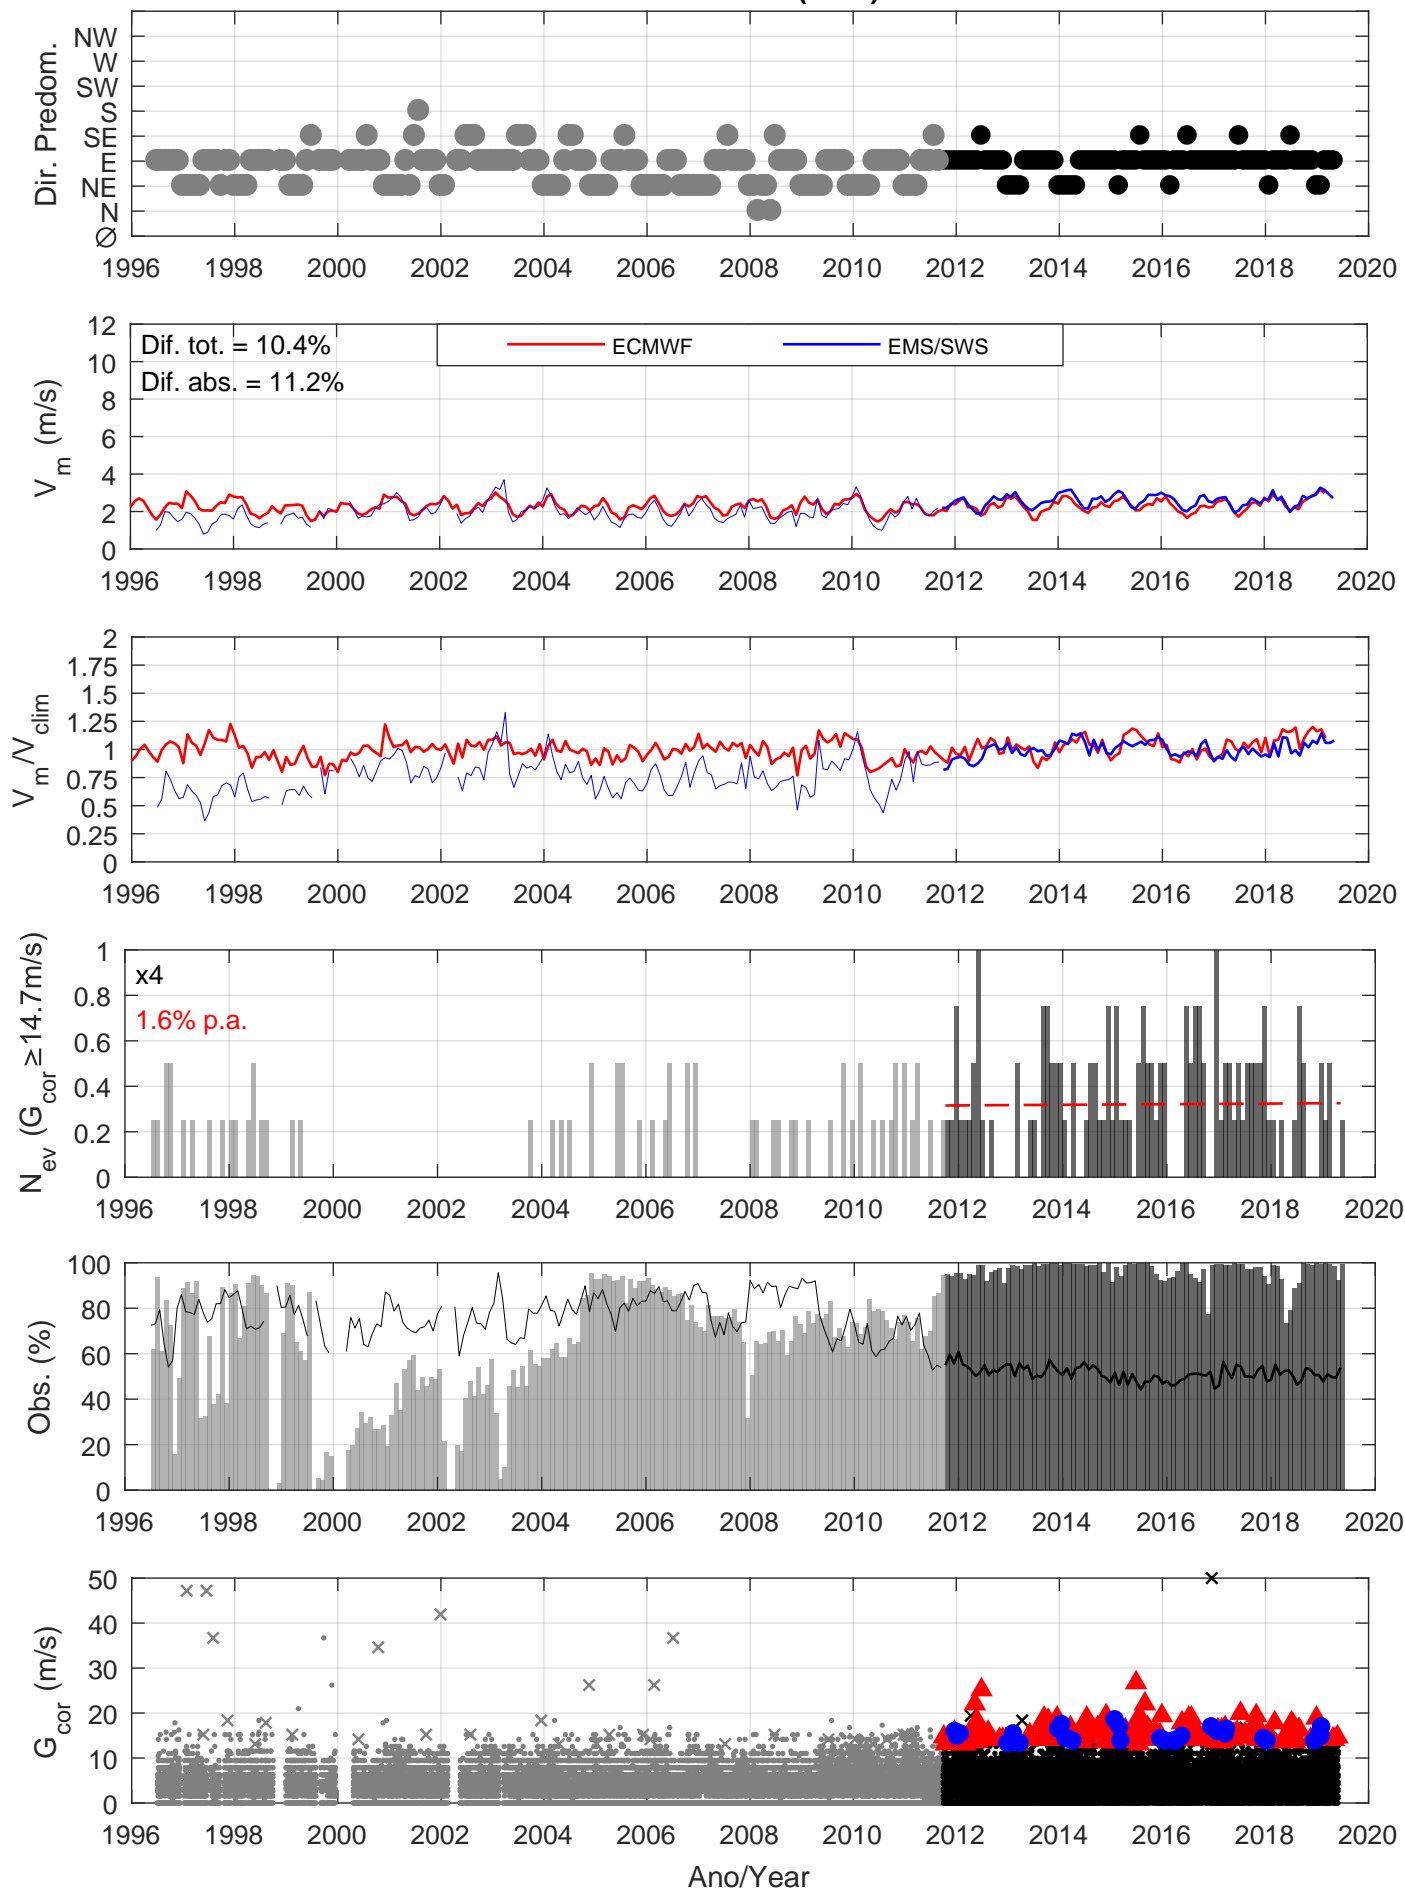 Dir. Predom.
NW
W
SW
S
SE
E
NE
N
Ø
1996 1998 2000 2002 2004 2006 2008 2010 2012 2014 2016 2018 2020
V_m (m/s)
12
10
8
6
4
2
0
Dif. tot. = 10.4%
Dif. abs. = 11.2%
ECMWF EMS/SWS
1996 1998 2000 2002 2004 2006 2008 2010 2012 2014 2016 2018 2020
V_m/V_clim
2
1.75
1.5
1.25
1
0.75
0.5
0.25
0
1996 1998 2000 2002 2004 2006 2008 2010 2012 2014 2016 2018 2020
N_ev (G_cor≥14.7m/s)
1
0.8
0.6
0.4
0.2
0
x4
1.6% p.a.
1996 1998 2000 2002 2004 2006 2008 2010 2012 2014 2016 2018 2020
Obs. (%)
100
80
60
40
20
0
1996 1998 2000 2002 2004 2006 2008 2010 2012 2014 2016 2018 2020
G_cor (m/s)
50
40
30
20
10
0
1996 1998 2000 2002 2004 2006 2008 2010 2012 2014 2016 2018 2020
Ano/Year